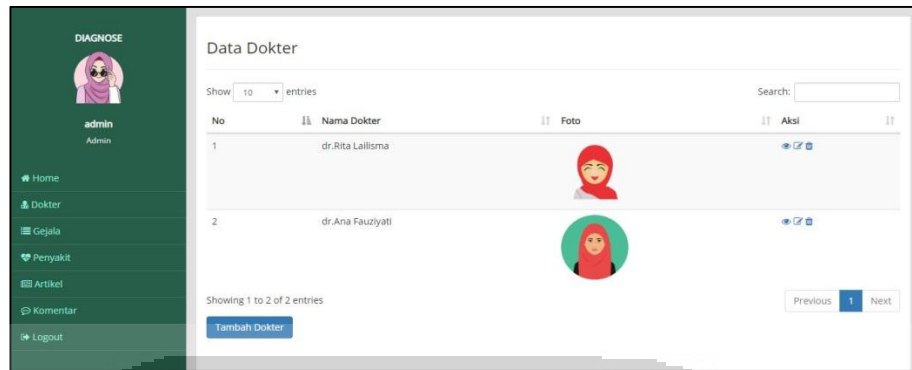 DIAGNOSE
admin
Admin
Home
Dokter
Gejala
Penyakit
Artikel
Komentar
Logout
Data Dokter
Show 10 entries
Search:
No Nama Dokter Foto Aksi
1 dr.Rita Lailisma
2 dr.Ana Fauziyati
Showing 1 to 2 of 2 entries
Previous 1 Next
Tambah Dokter